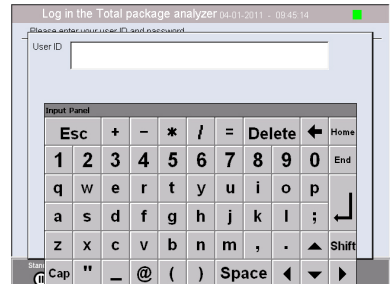 Log in the Total package analyzer 04-01-2011 - 09:45:14
Please enter your user ID and password
User ID
Input Panel
Esc + - * / = Delete Home
1 2 3 4 5 6 7 8 9 0 End
q w e r t y u i o p
a s d f g h j k l ;
z x c v b n m , . Shift
Cap " _ @ ( ) Space